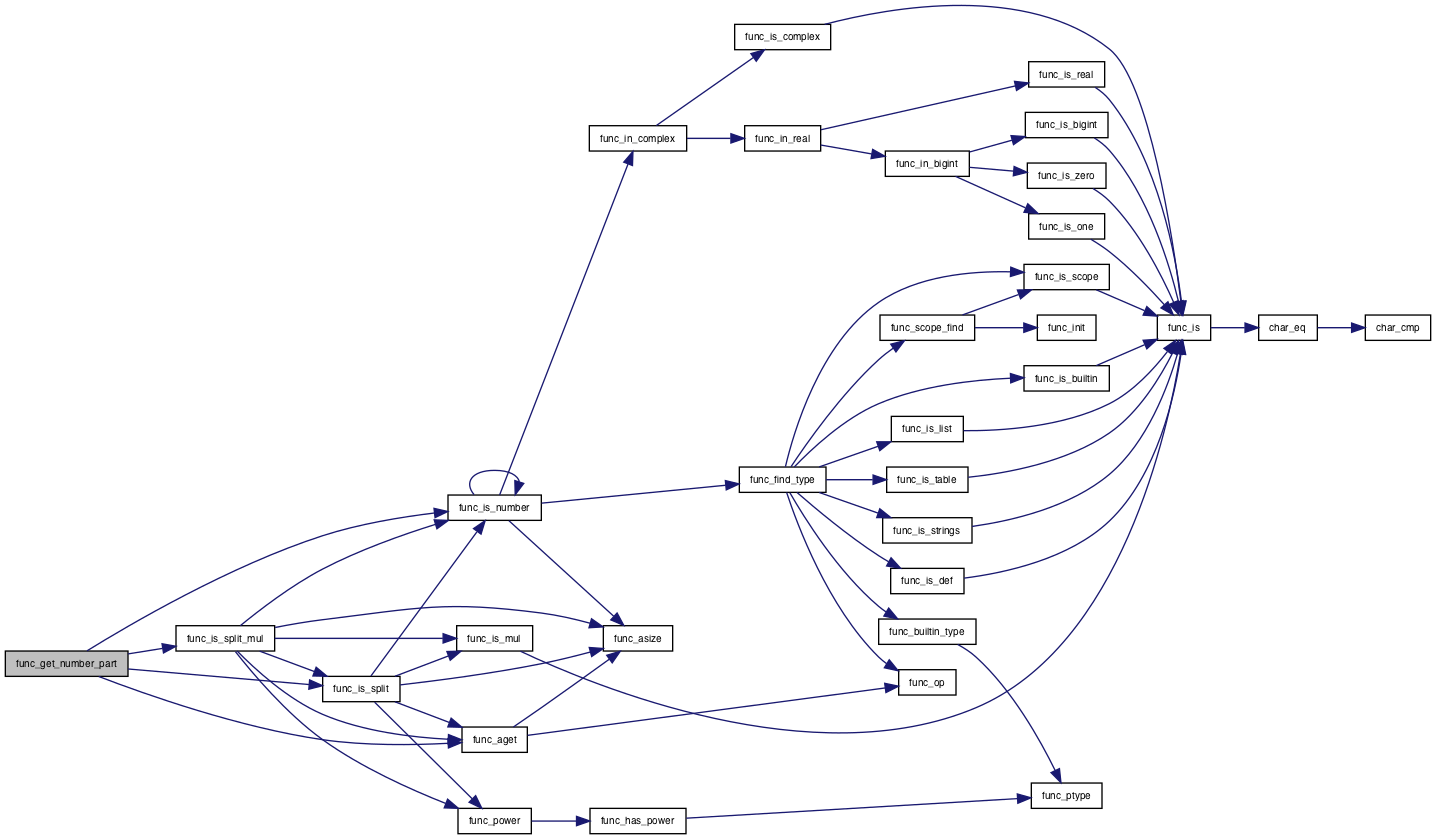 func_is_complex
func_is_real
func_is_bigint
func_in_complex
func_in_real
func_in_bigint
func_is_zero
func_is_one
func_is_scope
func_scope_find
func_init
func_is
char_eq
char_cmp
func_is_builtin
func_is_list
func_find_type
func_is_table
func_is_number
func_is_strings
func_is_def
func_builtin_type
func_is_split_mul
func_is_mul
func_asize
func_get_number_part
func_is_split
func_op
func_aget
func_ptype
func_power
func_has_power